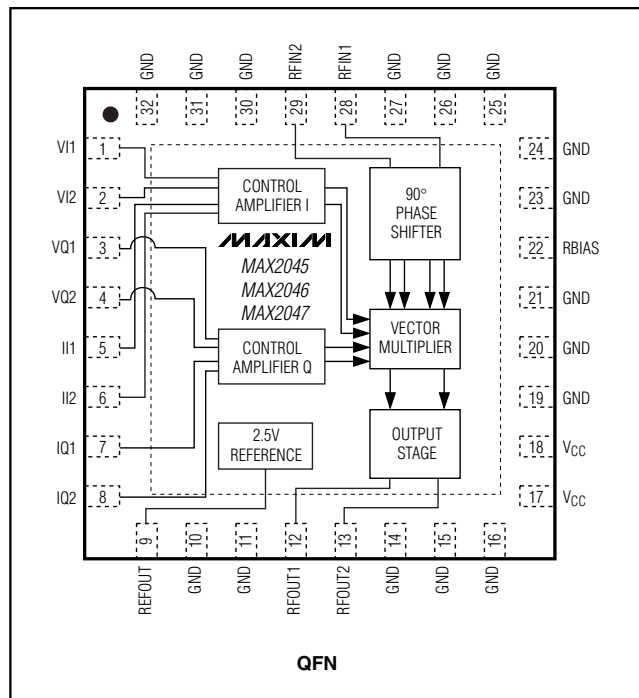 GND
GND
GND
RFIN2
RFIN1
GND
GND
GND
32
31
30
29
28
27
26
25
VI1
1
VI2
2
VQ1
3
VQ2
4
II1
5
II2
6
IQ1
7
IQ2
8
CONTROL
AMPLIFIER I
MAXIM
MAX2045
MAX2046
MAX2047
CONTROL
AMPLIFIER Q
2.5V
REFERENCE
90°
PHASE
SHIFTER
VECTOR
MULTIPLIER
OUTPUT
STAGE
24
GND
23
GND
22
RBIAS
21
GND
20
GND
19
GND
18
VCC
17
VCC
9
10
11
12
13
14
15
16
REFOUT
GND
GND
RFOUT1
RFOUT2
GND
GND
GND
QFN